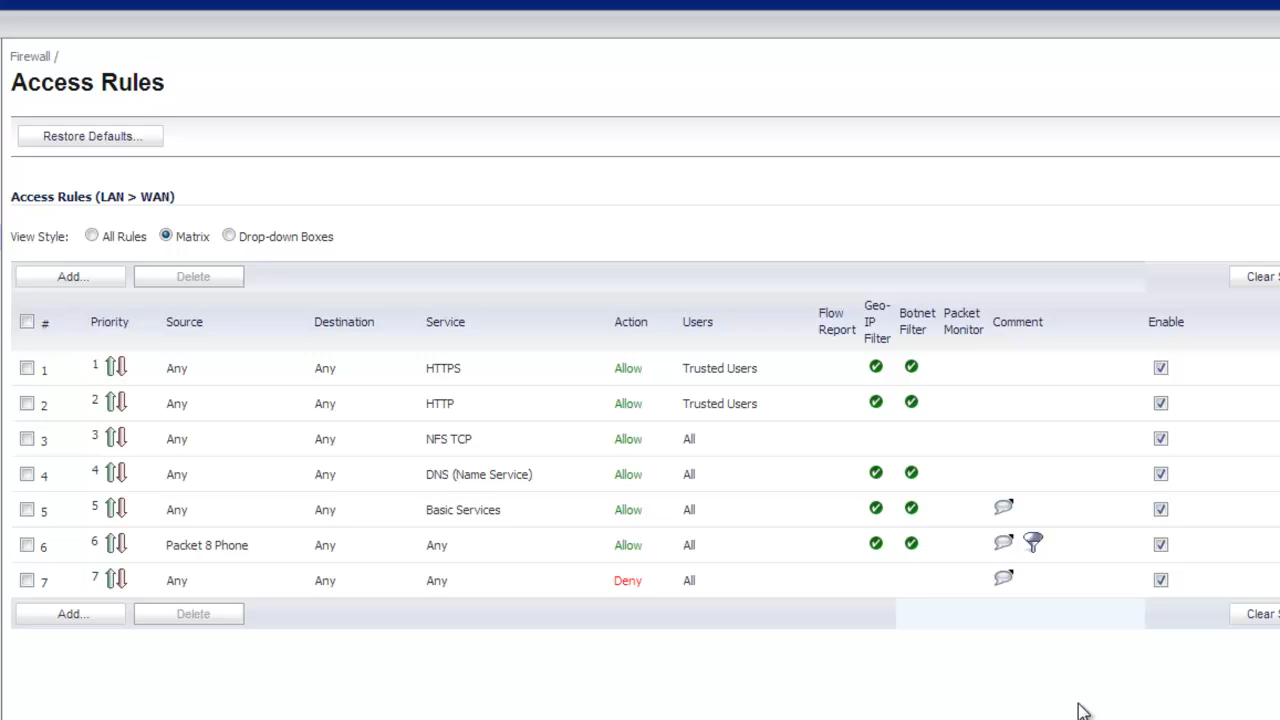 Firewall /
Access Rules
Restore Defaults...
Access Rules (LAN > WAN)
View Style: All Rules Matrix Drop-down Boxes
Add... Delete Clear S
# Priority Source Destination Service Action Users Flow Report Geo-IP Filter Botnet Filter Packet Monitor Comment Enable
1 1 Any Any HTTPS Allow Trusted Users
2 2 Any Any HTTP Allow Trusted Users
3 3 Any Any NFS TCP Allow All
4 4 Any Any DNS (Name Service) Allow All
5 5 Any Any Basic Services Allow All
6 6 Packet 8 Phone Any Any Allow All
7 7 Any Any Any Deny All
Add... Delete Clear S